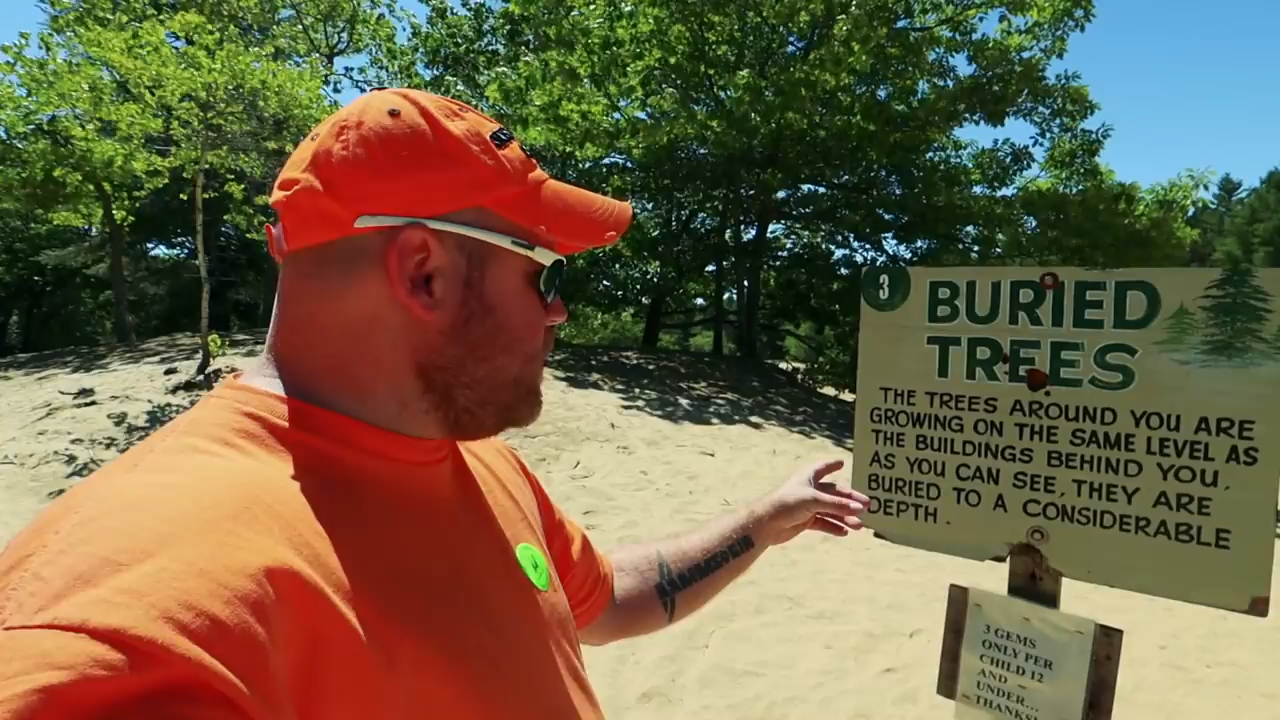 3
BURIED
TREES
THE TREES AROUND YOU ARE
GROWING ON THE SAME LEVEL AS
THE BUILDINGS BEHIND YOU.
AS YOU CAN SEE, THEY ARE
BURIED TO A CONSIDERABLE
DEPTH.
3 GEMS
ONLY PER
CHILD 12
AND
UNDER...
THANKS!
RAMMSTEIN